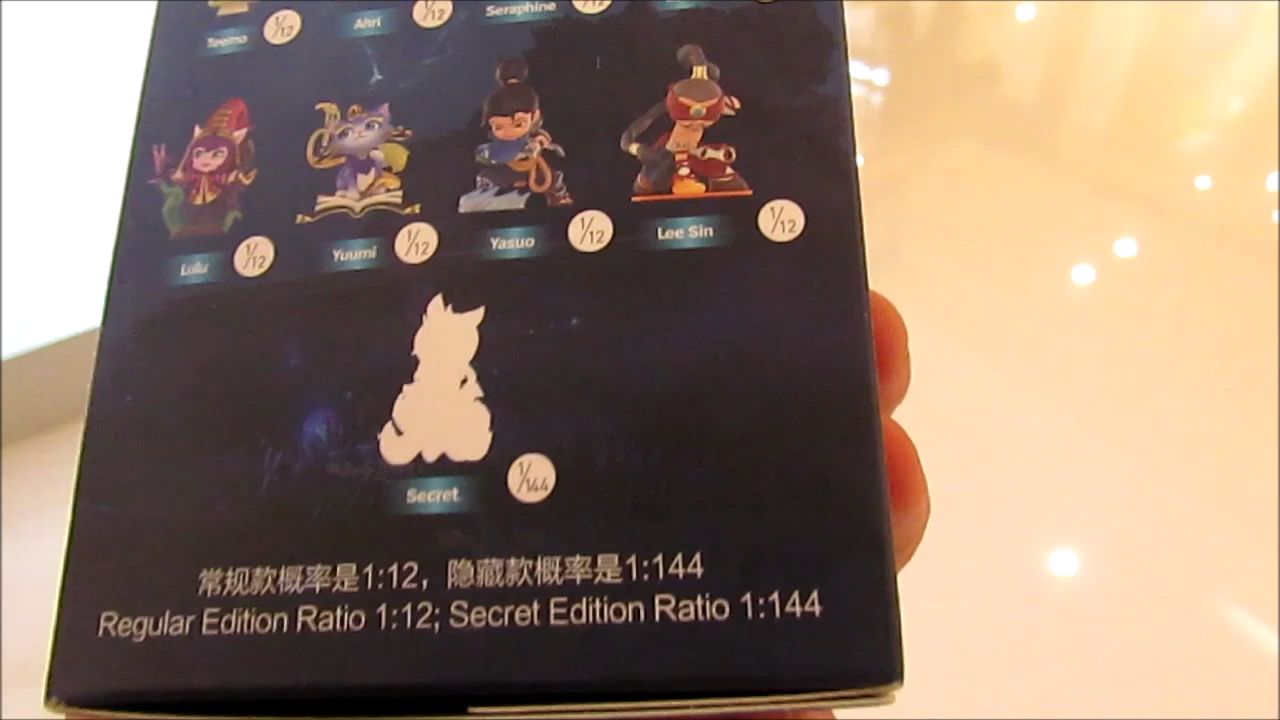 Teemo 1/12 Ahri 1/12 Seraphine 1/12
Lulu 1/12 Yuumi 1/12 Yasuo 1/12 Lee Sin 1/12
Secret 1/144
常规款概率是1:12，隐藏款概率是1:144
Regular Edition Ratio 1:12; Secret Edition Ratio 1:144